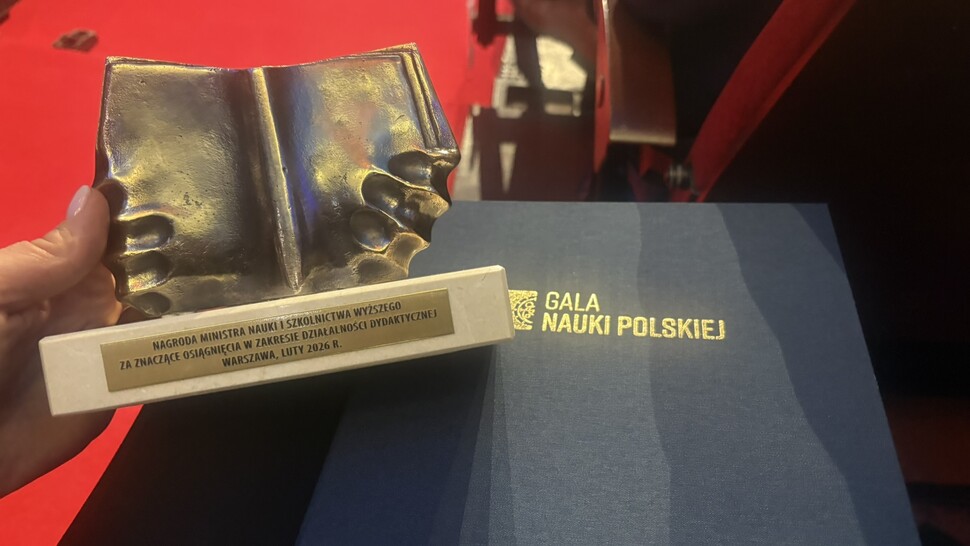 NAGRODA MINISTRA NAUKI I SZKOLNICTWA WYŻSZEGO
ZA ZNACZĄCE OSIĄGNIĘCIA W ZAKRESIE DZIAŁALNOŚCI DYDAKTYCZNEJ
WARSZAWA, LUTY 2026 R.
GALA
NAUKI POLSKIEJ